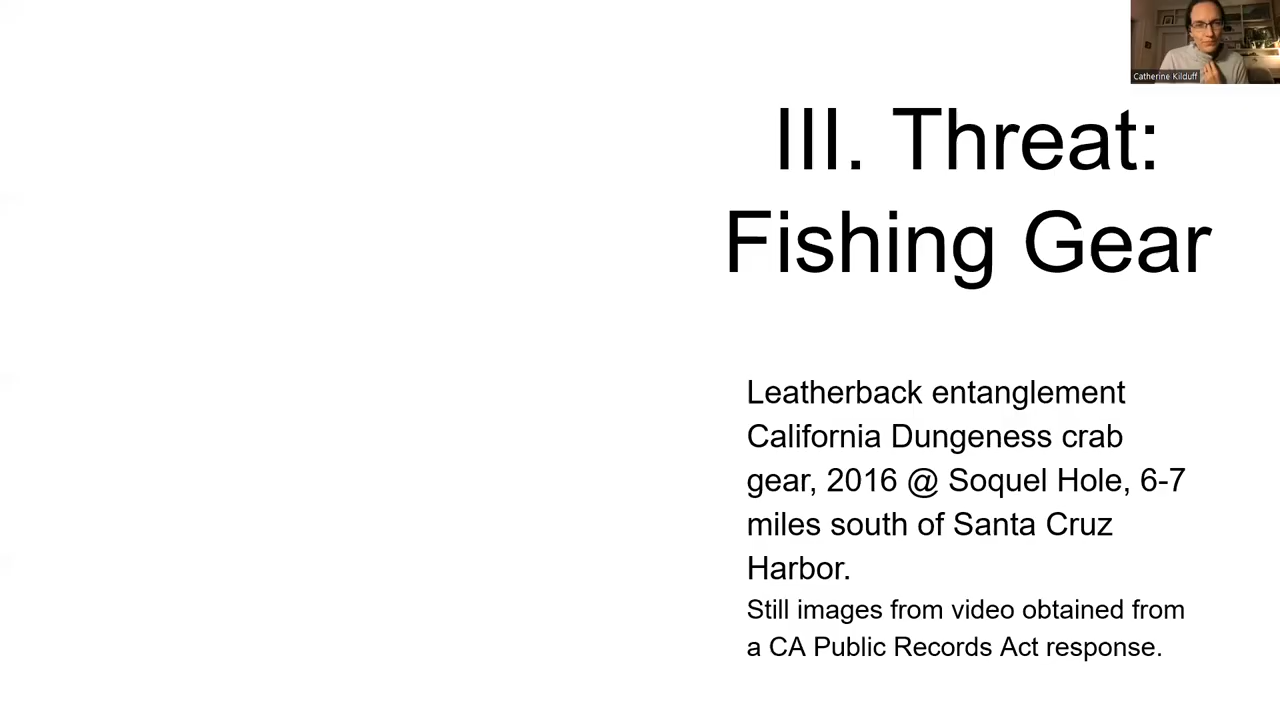 Catherine Kilduff
III. Threat:
Fishing Gear
Leatherback entanglement
California Dungeness crab
gear, 2016 @ Soquel Hole, 6-7
miles south of Santa Cruz
Harbor.
Still images from video obtained from
a CA Public Records Act response.